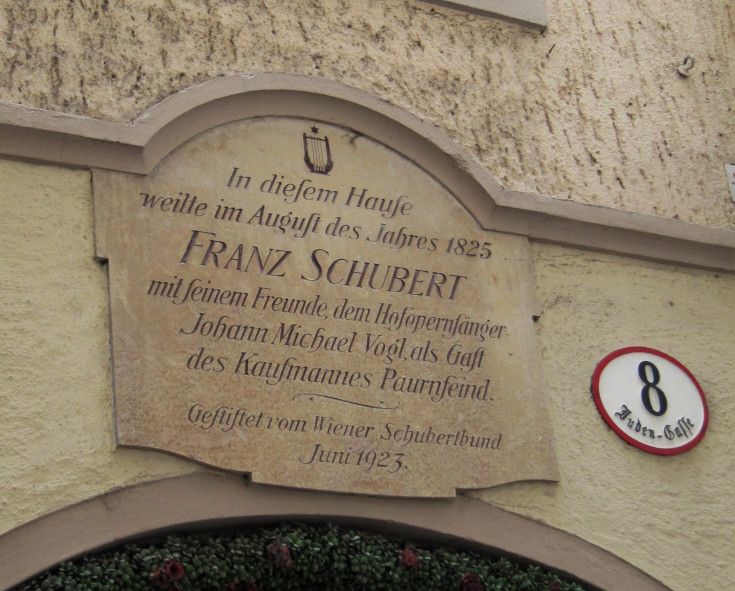 In dieſem Hauſe
weilte im Auguſt des Jahres 1825
FRANZ SCHUBERT
mit ſeinem Freunde, dem Hofopernſänger
Johann Michael Vogl, als Gaſt
des Kaufmannes Paurnfeind.
Geſtiftet vom Wiener Schubertbund
Juni 1923.
8
Juden-Gaſſe